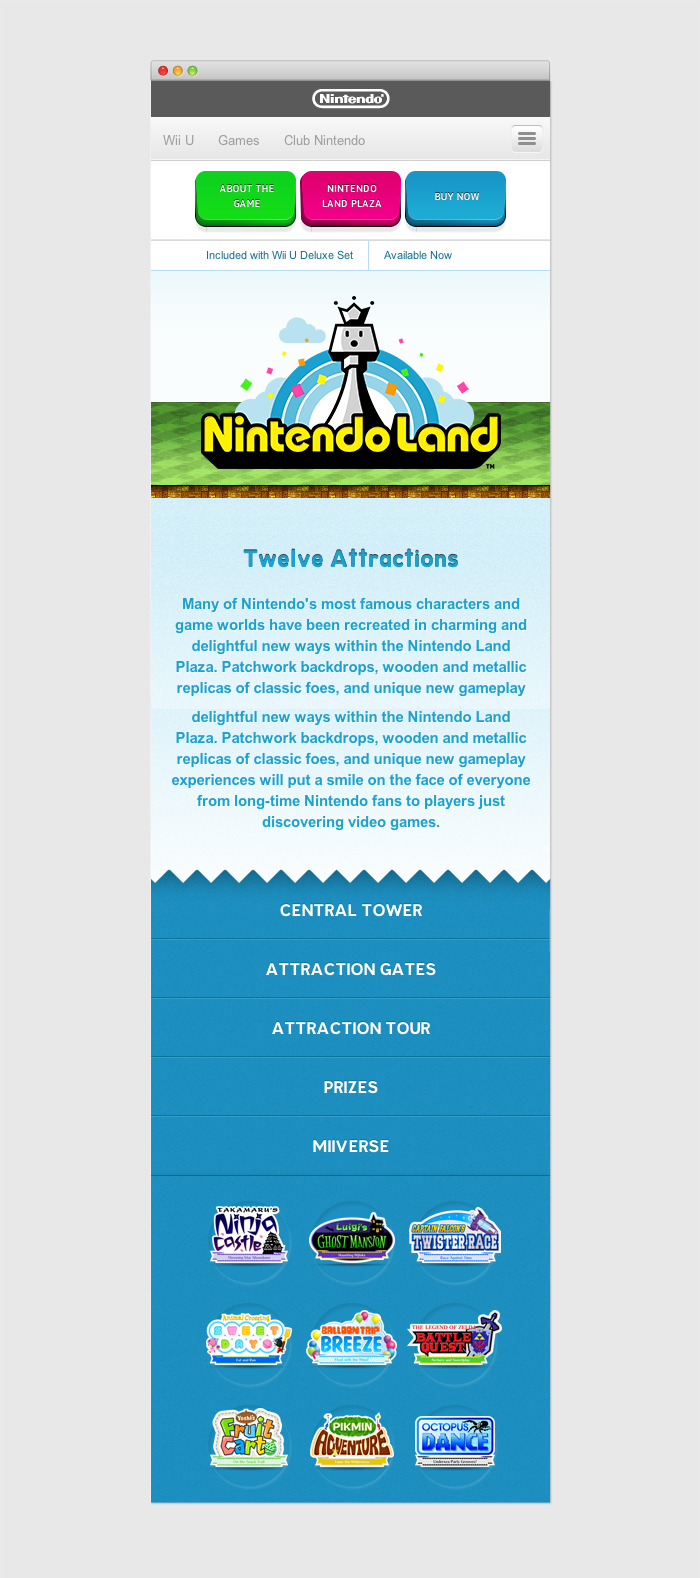 Nintendo
Wii U Games Club Nintendo
ABOUT THE
GAME
NINTENDO
LAND PLAZA
BUY NOW
Included with Wii U Deluxe Set
Available Now
Nintendo Land
TM
Twelve Attractions
Many of Nintendo's most famous characters and
game worlds have been recreated in charming and
delightful new ways within the Nintendo Land
Plaza. Patchwork backdrops, wooden and metallic
replicas of classic foes, and unique new gameplay
delightful new ways within the Nintendo Land
Plaza. Patchwork backdrops, wooden and metallic
replicas of classic foes, and unique new gameplay
experiences will put a smile on the face of everyone
from long-time Nintendo fans to players just
discovering video games.
CENTRAL TOWER
ATTRACTION GATES
ATTRACTION TOUR
PRIZES
MIIVERSE
TAKAMARU'S
Ninja
Castle
Luigi's
GHOST MANSION
CAPTAIN FALCON'S
TWISTER RACE
Animal Crossing
SWEET
DAY
BALLOON TRIP
BREEZE
THE LEGEND OF ZELDA
BATTLE
QUEST
Yoshi's
Fruit
Cart
PIKMIN
ADVENTURE
OCTOPUS
DANCE